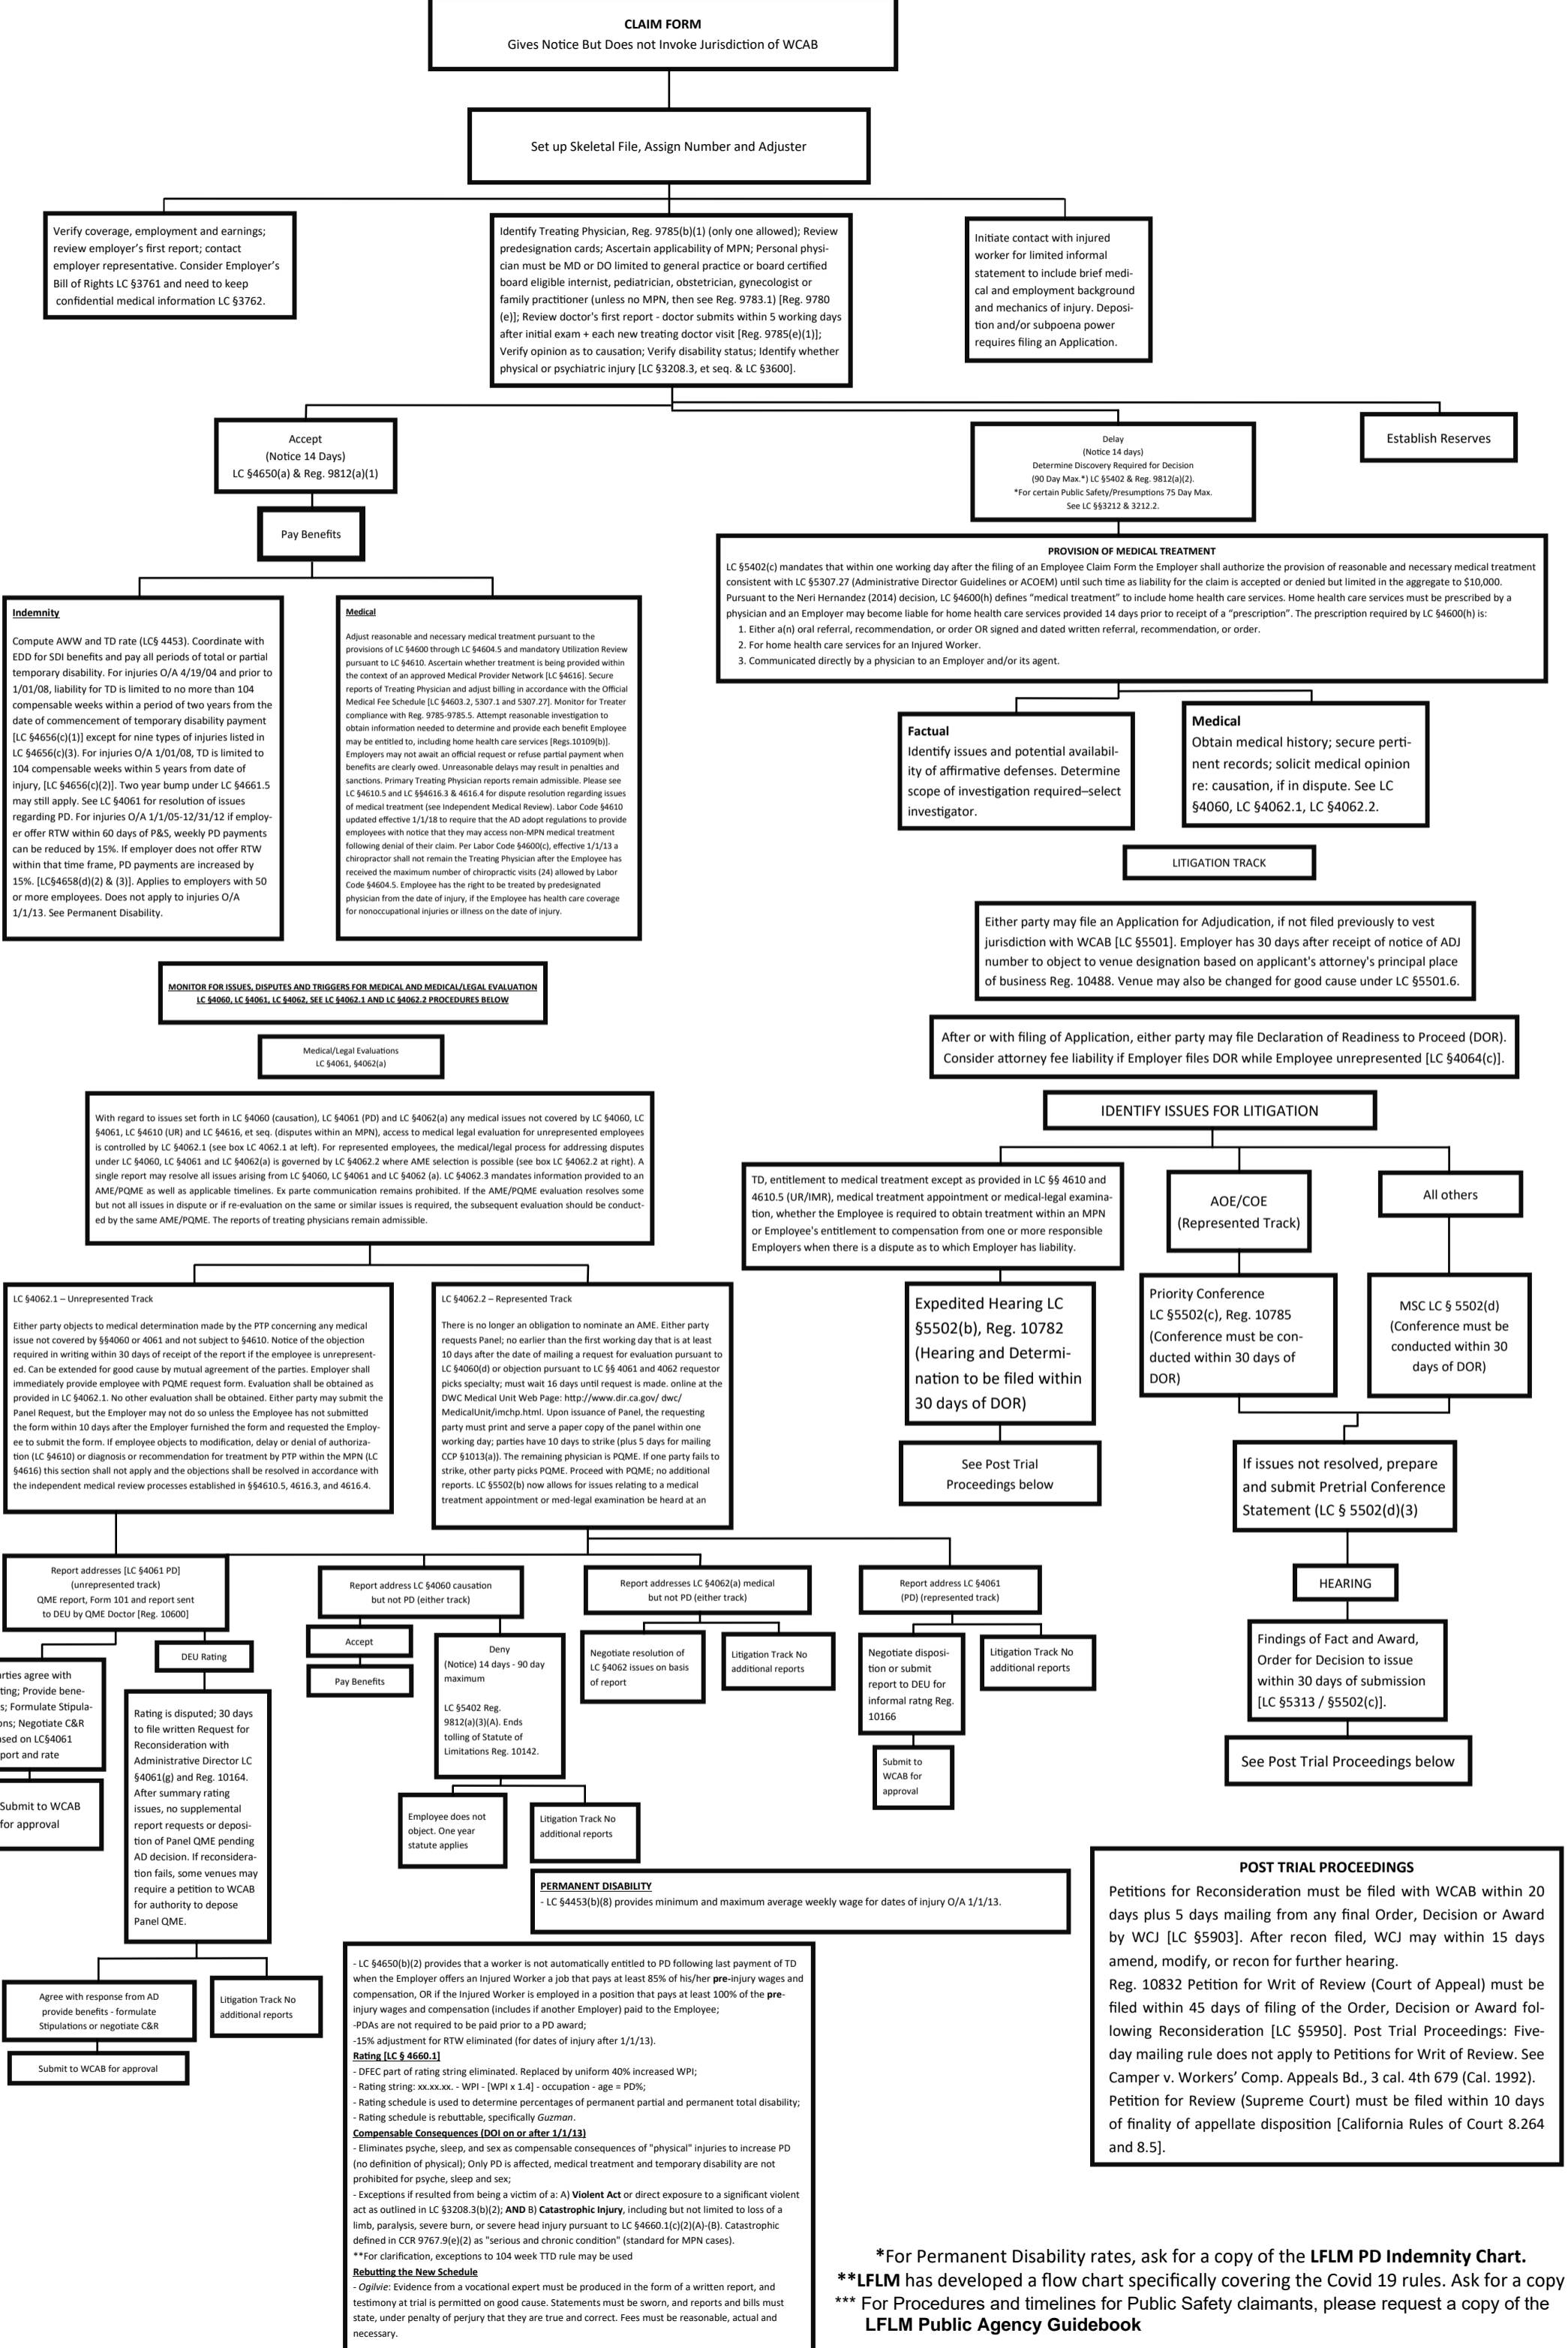 CLAIM FORM
Gives Notice But Does not Invoke Jurisdiction of WCAB
Set up Skeletal File, Assign Number and Adjuster
Verify coverage, employment and earnings;
review employer's first report; contact
employer representative. Consider Employer's
Bill of Rights LC §3761 and need to keep
confidential medical information LC §3762.
Identify Treating Physician, Reg. 9785(b)(1) (only one allowed); Review
predesignation cards; Ascertain applicability of MPN; Personal physi-
cian must be MD or DO limited to general practice or board certified
board eligible internist, pediatrician, obstetrician, gynecologist or
family practitioner (unless no MPN, then see Reg. 9783.1) [Reg. 9780
(e)]; Review doctor's first report - doctor submits within 5 working days
after initial exam + each new treating doctor visit [Reg. 9785(e)(1)];
Verify opinion as to causation; Verify disability status; Identify whether
physical or psychiatric injury [LC §3208.3, et seq. & LC §3600].
Initiate contact with injured
worker for limited informal
statement to include brief medi-
cal and employment background
and mechanics of injury. Deposi-
tion and/or subpoena power
requires filing an Application.
Accept
(Notice 14 Days)
LC §4650(a) & Reg. 9812(a)(1)
Delay
(Notice 14 days)
Determine Discovery Required for Decision
(90 Day Max.*) LC §5402 & Reg. 9812(a)(2).
*For certain Public Safety/Presumptions 75 Day Max.
See LC §§3212 & 3212.2.
Establish Reserves
Pay Benefits
PROVISION OF MEDICAL TREATMENT
LC §5402(c) mandates that within one working day after the filing of an Employee Claim Form the Employer shall authorize the provision of reasonable and necessary medical treatment
consistent with LC §5307.27 (Administrative Director Guidelines or ACOEM) until such time as liability for the claim is accepted or denied but limited in the aggregate to $10,000.
Pursuant to the Neri Hernandez (2014) decision, LC §4600(h) defines "medical treatment" to include home health care services. Home health care services must be prescribed by a
physician and an Employer may become liable for home health care services provided 14 days prior to receipt of a "prescription". The prescription required by LC §4600(h) is:
1. Either a(n) oral referral, recommendation, or order OR signed and dated written referral, recommendation, or order.
2. For home health care services for an Injured Worker.
3. Communicated directly by a physician to an Employer and/or its agent.
Indemnity
Compute AWW and TD rate (LC§ 4453). Coordinate with
EDD for SDI benefits and pay all periods of total or partial
temporary disability. For injuries O/A 4/19/04 and prior to
1/01/08, liability for TD is limited to no more than 104
compensable weeks within a period of two years from the
date of commencement of temporary disability payment
[LC §4656(c)(1)] except for nine types of injuries listed in
LC §4656(c)(3). For injuries O/A 1/01/08, TD is limited to
104 compensable weeks within 5 years from date of
injury, [LC §4656(c)(2)]. Two year bump under LC §4661.5
may still apply. See LC §4061 for resolution of issues
regarding PD. For injuries O/A 1/1/05-12/31/12 if employ-
er offer RTW within 60 days of P&S, weekly PD payments
can be reduced by 15%. If employer does not offer RTW
within that time frame, PD payments are increased by
15%. [LC§4658(d)(2) & (3)]. Applies to employers with 50
or more employees. Does not apply to injuries O/A
1/1/13. See Permanent Disability.
Medical
Adjust reasonable and necessary medical treatment pursuant to the
provisions of LC §4600 through LC §4604.5 and mandatory Utilization Review
pursuant to LC §4610. Ascertain whether treatment is being provided within
the context of an approved Medical Provider Network [LC §4616]. Secure
reports of Treating Physician and adjust billing in accordance with the Official
Medical Fee Schedule [LC §4603.2, 5307.1 and 5307.27]. Monitor for Treater
compliance with Reg. 9785-9785.5. Attempt reasonable investigation to
obtain information needed to determine and provide each benefit Employee
may be entitled to, including home health care services [Regs.10109(b)].
Employers may not await an official request or refuse partial payment when
benefits are clearly owed. Unreasonable delays may result in penalties and
sanctions. Primary Treating Physician reports remain admissible. Please see
LC §4610.5 and LC §§4616.3 & 4616.4 for dispute resolution regarding issues
of medical treatment (see Independent Medical Review). Labor Code §4610
updated effective 1/1/18 to require that the AD adopt regulations to provide
employees with notice that they may access non-MPN medical treatment
following denial of their claim. Per Labor Code §4600(c), effective 1/1/13 a
chiropractor shall not remain the Treating Physician after the Employee has
received the maximum number of chiropractic visits (24) allowed by Labor
Code §4604.5. Employee has the right to be treated by predesignated
physician from the date of injury, if the Employee has health care coverage
for nonoccupational injuries or illness on the date of injury.
Factual
Identify issues and potential availabil-
ity of affirmative defenses. Determine
scope of investigation required–select
investigator.
Medical
Obtain medical history; secure perti-
nent records; solicit medical opinion
re: causation, if in dispute. See LC
§4060, LC §4062.1, LC §4062.2.
LITIGATION TRACK
Either party may file an Application for Adjudication, if not filed previously to vest
jurisdiction with WCAB [LC §5501]. Employer has 30 days after receipt of notice of ADJ
number to object to venue designation based on applicant's attorney's principal place
of business Reg. 10488. Venue may also be changed for good cause under LC §5501.6.
MONITOR FOR ISSUES, DISPUTES AND TRIGGERS FOR MEDICAL AND MEDICAL/LEGAL EVALUATION
LC §4060, LC §4061, LC §4062, SEE LC §4062.1 AND LC §4062.2 PROCEDURES BELOW
After or with filing of Application, either party may file Declaration of Readiness to Proceed (DOR).
Consider attorney fee liability if Employer files DOR while Employee unrepresented [LC §4064(c)].
Medical/Legal Evaluations
LC §4061, §4062(a)
With regard to issues set forth in LC §4060 (causation), LC §4061 (PD) and LC §4062(a) any medical issues not covered by LC §4060, LC
§4061, LC §4610 (UR) and LC §4616, et seq. (disputes within an MPN), access to medical legal evaluation for unrepresented employees
is controlled by LC §4062.1 (see box LC 4062.1 at left). For represented employees, the medical/legal process for addressing disputes
under LC §4060, LC §4061 and LC §4062(a) is governed by LC §4062.2 where AME selection is possible (see box LC §4062.2 at right). A
single report may resolve all issues arising from LC §4060, LC §4061 and LC §4062 (a). LC §4062.3 mandates information provided to an
AME/PQME as well as applicable timelines. Ex parte communication remains prohibited. If the AME/PQME evaluation resolves some
but not all issues in dispute or if re-evaluation on the same or similar issues is required, the subsequent evaluation should be conduct-
ed by the same AME/PQME. The reports of treating physicians remain admissible.
IDENTIFY ISSUES FOR LITIGATION
TD, entitlement to medical treatment except as provided in LC §§ 4610 and
4610.5 (UR/IMR), medical treatment appointment or medical-legal examina-
tion, whether the Employee is required to obtain treatment within an MPN
or Employee's entitlement to compensation from one or more responsible
Employers when there is a dispute as to which Employer has liability.
AOE/COE
(Represented Track)
All others
LC §4062.1 – Unrepresented Track
Either party objects to medical determination made by the PTP concerning any medical
issue not covered by §§4060 or 4061 and not subject to §4610. Notice of the objection
required in writing within 30 days of receipt of the report if the employee is unrepresent-
ed. Can be extended for good cause by mutual agreement of the parties. Employer shall
immediately provide employee with PQME request form. Evaluation shall be obtained as
provided in LC §4062.1. No other evaluation shall be obtained. Either party may submit the
Panel Request, but the Employer may not do so unless the Employee has not submitted
the form within 10 days after the Employer furnished the form and requested the Employ-
ee to submit the form. If employee objects to modification, delay or denial of authoriza-
tion (LC §4610) or diagnosis or recommendation for treatment by PTP within the MPN (LC
§4616) this section shall not apply and the objections shall be resolved in accordance with
the independent medical review processes established in §§4610.5, 4616.3, and 4616.4.
LC §4062.2 – Represented Track
There is no longer an obligation to nominate an AME. Either party
requests Panel; no earlier than the first working day that is at least
10 days after the date of mailing a request for evaluation pursuant to
LC §4060(d) or objection pursuant to LC §§ 4061 and 4062 requestor
picks specialty; must wait 16 days until request is made. online at the
DWC Medical Unit Web Page: http://www.dir.ca.gov/ dwc/
MedicalUnit/imchp.html. Upon issuance of Panel, the requesting
party must print and serve a paper copy of the panel within one
working day; parties have 10 days to strike (plus 5 days for mailing
CCP §1013(a)). The remaining physician is PQME. If one party fails to
strike, other party picks PQME. Proceed with PQME; no additional
reports. LC §5502(b) now allows for issues relating to a medical
treatment appointment or med-legal examination be heard at an
Expedited Hearing LC
§5502(b), Reg. 10782
(Hearing and Determi-
nation to be filed within
30 days of DOR)
Priority Conference
LC §5502(c), Reg. 10785
(Conference must be con-
ducted within 30 days of
DOR)
MSC LC § 5502(d)
(Conference must be
conducted within 30
days of DOR)
See Post Trial
Proceedings below
If issues not resolved, prepare
and submit Pretrial Conference
Statement (LC § 5502(d)(3)
HEARING
Findings of Fact and Award,
Order for Decision to issue
within 30 days of submission
[LC §5313 / §5502(c)].
See Post Trial Proceedings below
Report addresses [LC §4061 PD]
(unrepresented track)
QME report, Form 101 and report sent
to DEU by QME Doctor [Reg. 10600]
Report address LC §4060 causation
but not PD (either track)
Report addresses LC §4062(a) medical
but not PD (either track)
Report address LC §4061
(PD) (represented track)
DEU Rating
Accept
Pay Benefits
Deny
(Notice) 14 days - 90 day
maximum
LC §5402 Reg.
9812(a)(3)(A). Ends
tolling of Statute of
Limitations Reg. 10142.
Negotiate resolution of
LC §4062 issues on basis
of report
Litigation Track No
additional reports
Negotiate disposi-
tion or submit
report to DEU for
informal ratng Reg.
10166
Litigation Track No
additional reports
Submit to
WCAB for
approval
rties agree with
ting; Provide bene-
s; Formulate Stipula-
ons; Negotiate C&R
sed on LC§4061
port and rate
Submit to WCAB
for approval
Rating is disputed; 30 days
to file written Request for
Reconsideration with
Administrative Director LC
§4061(g) and Reg. 10164.
After summary rating
issues, no supplemental
report requests or deposi-
tion of Panel QME pending
AD decision. If reconsidera-
tion fails, some venues may
require a petition to WCAB
for authority to depose
Panel QME.
Employee does not
object. One year
statute applies
Litigation Track No
additional reports
Agree with response from AD
provide benefits - formulate
Stipulations or negotiate C&R
Litigation Track No
additional reports
Submit to WCAB for approval
PERMANENT DISABILITY
- LC §4453(b)(8) provides minimum and maximum average weekly wage for dates of injury O/A 1/1/13.
- LC §4650(b)(2) provides that a worker is not automatically entitled to PD following last payment of TD
when the Employer offers an Injured Worker a job that pays at least 85% of his/her pre-injury wages and
compensation, OR if the Injured Worker is employed in a position that pays at least 100% of the pre-
injury wages and compensation (includes if another Employer) paid to the Employee;
-PDAs are not required to be paid prior to a PD award;
-15% adjustment for RTW eliminated (for dates of injury after 1/1/13).
Rating [LC § 4660.1]
- DFEC part of rating string eliminated. Replaced by uniform 40% increased WPI;
- Rating string: xx.xx.xx. - WPI - [WPI x 1.4] - occupation - age = PD%;
- Rating schedule is used to determine percentages of permanent partial and permanent total disability;
- Rating schedule is rebuttable, specifically Guzman.
Compensable Consequences (DOI on or after 1/1/13)
- Eliminates psyche, sleep, and sex as compensable consequences of "physical" injuries to increase PD
(no definition of physical); Only PD is affected, medical treatment and temporary disability are not
prohibited for psyche, sleep and sex;
- Exceptions if resulted from being a victim of a: A) Violent Act or direct exposure to a significant violent
act as outlined in LC §3208.3(b)(2); AND B) Catastrophic Injury, including but not limited to loss of a
limb, paralysis, severe burn, or severe head injury pursuant to LC §4660.1(c)(2)(A)-(B). Catastrophic
defined in CCR 9767.9(e)(2) as "serious and chronic condition" (standard for MPN cases).
**For clarification, exceptions to 104 week TTD rule may be used
Rebutting the New Schedule
- Ogilvie: Evidence from a vocational expert must be produced in the form of a written report, and
testimony at trial is permitted on good cause. Statements must be sworn, and reports and bills must
state, under penalty of perjury that they are true and correct. Fees must be reasonable, actual and
necessary.
POST TRIAL PROCEEDINGS
Petitions for Reconsideration must be filed with WCAB within 20
days plus 5 days mailing from any final Order, Decision or Award
by WCJ [LC §5903]. After recon filed, WCJ may within 15 days
amend, modify, or recon for further hearing.
Reg. 10832 Petition for Writ of Review (Court of Appeal) must be
filed within 45 days of filing of the Order, Decision or Award fol-
lowing Reconsideration [LC §5950]. Post Trial Proceedings: Five-
day mailing rule does not apply to Petitions for Writ of Review. See
Camper v. Workers' Comp. Appeals Bd., 3 cal. 4th 679 (Cal. 1992).
Petition for Review (Supreme Court) must be filed within 10 days
of finality of appellate disposition [California Rules of Court 8.264
and 8.5].
*For Permanent Disability rates, ask for a copy of the LFLM PD Indemnity Chart.
**LFLM has developed a flow chart specifically covering the Covid 19 rules. Ask for a copy
*** For Procedures and timelines for Public Safety claimants, please request a copy of the
LFLM Public Agency Guidebook